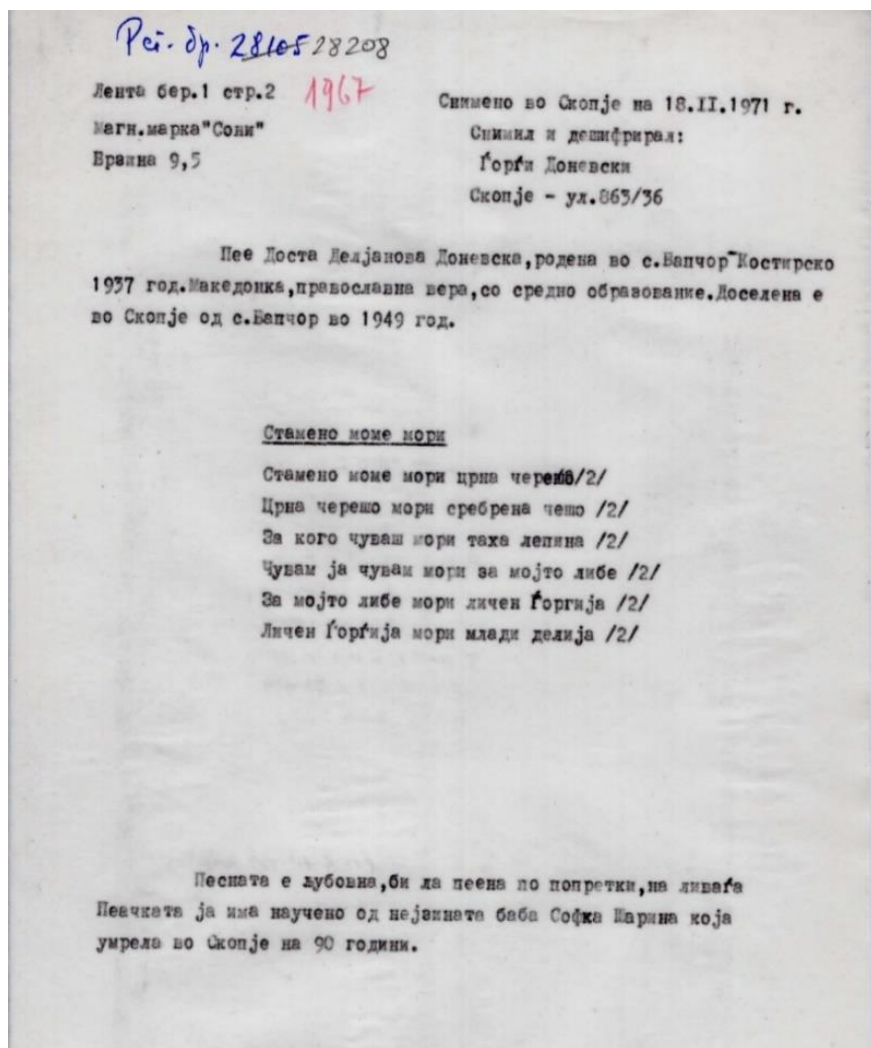 Рег. бр. 28105 28208
Лента бер.1 стр.2 1967
Магн.марка"Сони"
Брзина 9,5
Снимено во Скопје на 18.II.1971 г.
Снимил и дешифрирал:
Ѓорѓи Доневски
Скопје - ул.863/36
Пее Доста Делјанова Доневска,родена во с.Бапчор-Костирско
1937 год.Македонка,православна вера,со средно образование.Доселена е
во Скопје од с.Бапчор во 1949 год.
Стамено моме мори
Стамено моме мори црна /2/
Црна черешо мори сребрена чешо /2/
За кого чуваш мори таха лепина /2/
Чувам ја чувам мори за мојто либе /2/
За мојто либе мори личен Ѓоргија /2/
Личен Ѓорѓија мори млади делија /2/
Песната е љубовна,би ла пеена по попретки,на ливаѓа
Пеачката ја има научено од нејзината баба Софка Шарина која
умрела во Скопје на 90 години.